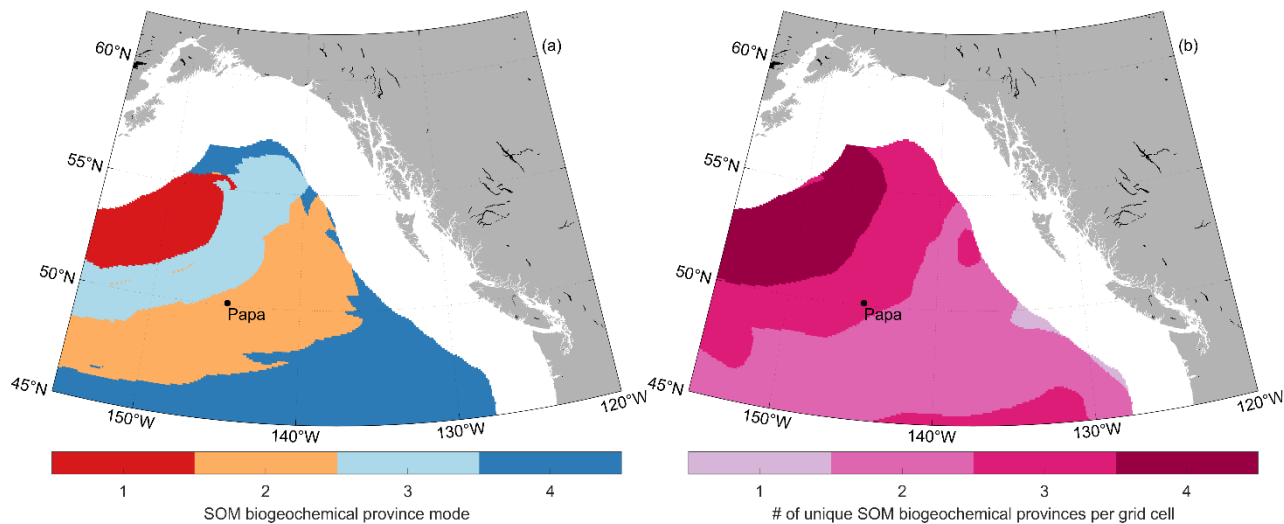 (a)
60°N
55°N
50°N
45°N
Papa
150°W
140°W
130°W
120°W
1 2 3 4
SOM biogeochemical province mode
(b)
60°N
55°N
50°N
45°N
Papa
150°W
140°W
130°W
120°W
1 2 3 4
# of unique SOM biogeochemical provinces per grid cell